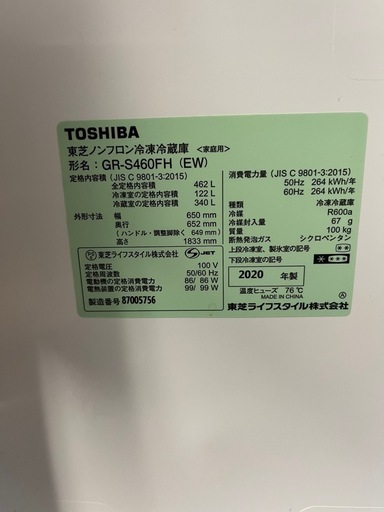 TOSHIBA
東芝ノンフロン冷凍冷蔵庫 <家庭用>
形名: GR-S460FH (EW)
定格内容積 (JIS C 9801-3:2015)
全定格内容積 462 L
冷凍室の定格内容積 122 L
冷蔵室の定格内容積 340 L
外形寸法 幅 650 mm
奥行 652 mm
(ハンドル・調整脚除く 649 mm)
高さ 1833 mm
東芝ライフスタイル株式会社 S JET
定格電圧 100 V
定格周波数 50/60 Hz
電動機の定格消費電力 86/ 86 W
電熱装置の定格消費電力 99/ 99 W
製造番号 87005756
消費電力量 (JIS C 9801-3:2015)
50Hz 264 kWh/年
60Hz 264 kWh/年
種類 冷凍冷蔵庫
冷媒 R600a
冷媒量 67 g
質量 100 kg
断熱発泡ガス シクロペンタン
上段冷凍室、製氷室の記号
下段冷凍室の記号
2020 年製
温度ヒューズ 76℃
MADE IN CHINA
A
東芝ライフスタイル株式会社